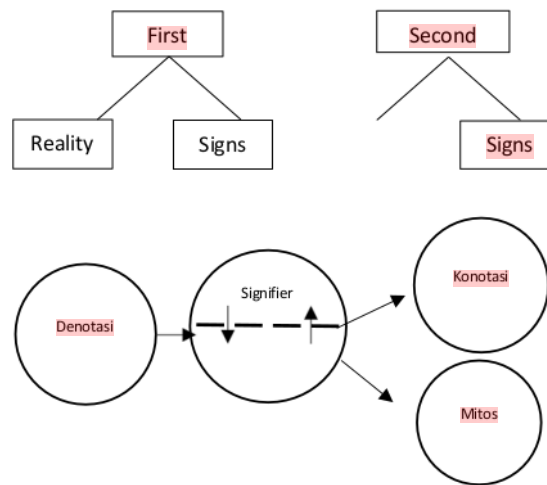 First
Second
Reality
Signs
Signs
Signifier
Konotasi
Denotasi
Mitos